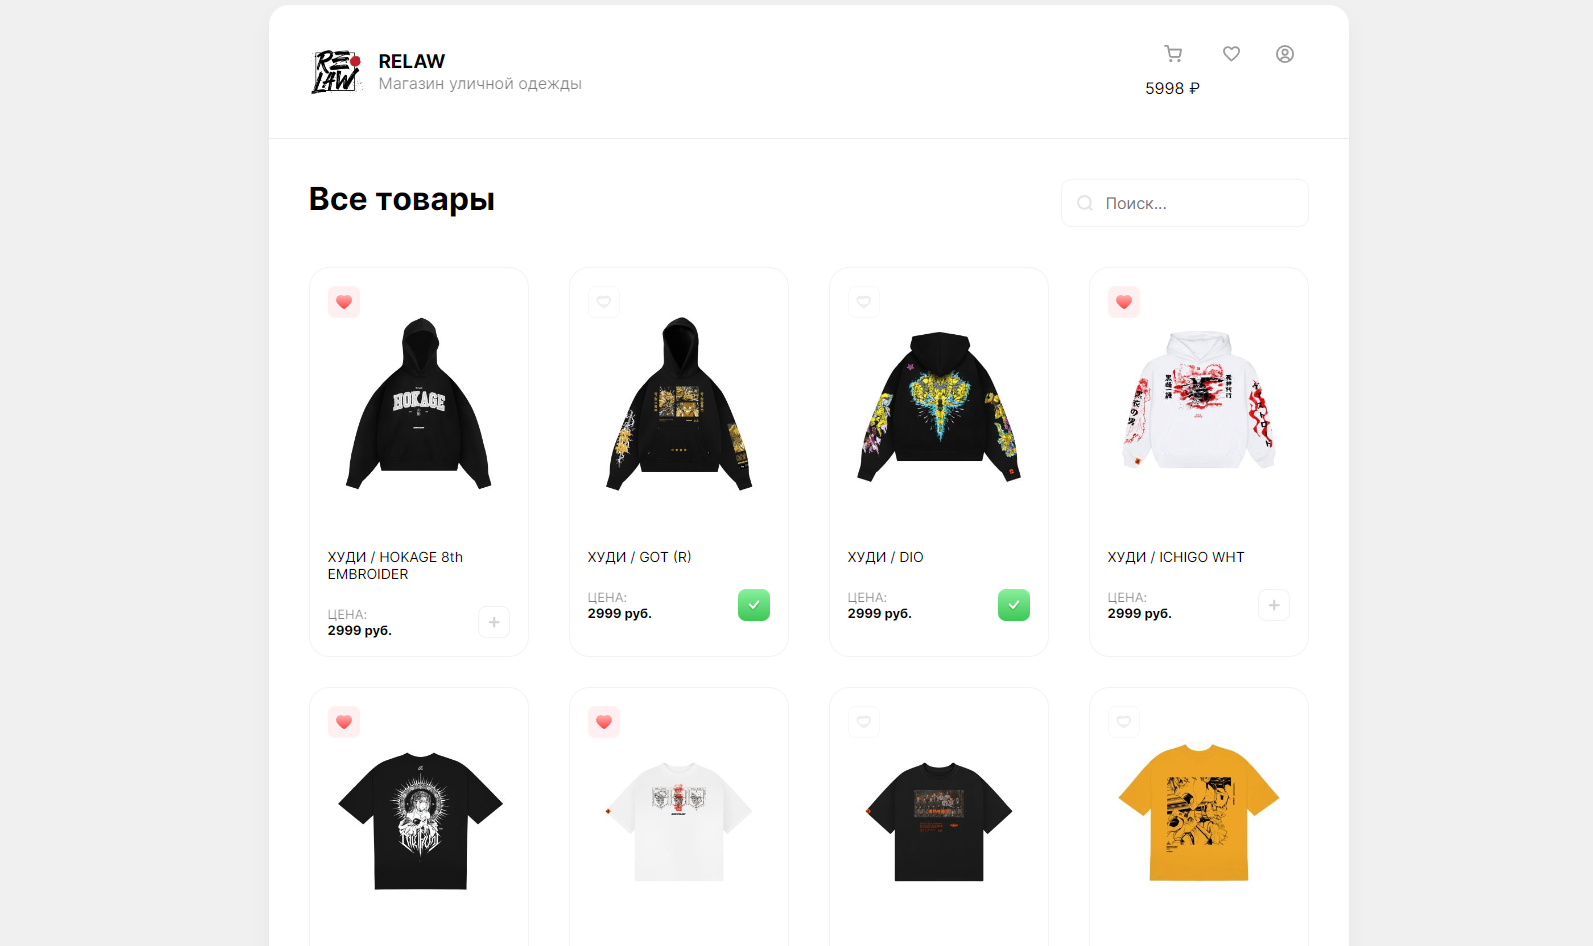 RE
LAW
RELAW
Магазин уличной одежды
5998 ₽
Все товары
Поиск...
HOKAGE
ХУДИ / HOKAGE 8th
EMBROIDER
ЦЕНА:
2999 руб.
ХУДИ / GOT (R)
ЦЕНА:
2999 руб.
ХУДИ / DIO
ЦЕНА:
2999 руб.
ХУДИ / ICHIGO WHT
ЦЕНА:
2999 руб.